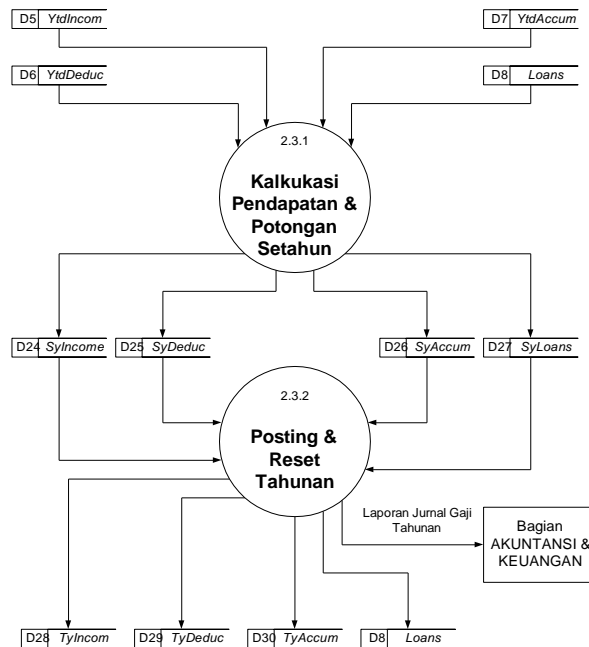 D5 YtdIncom
D7 YtdAccum
D6 YtdDeduc
D8 Loans
2.3.1
Kalkukasi
Pendapatan &
Potongan
Setahun
D24 SyIncome
D25 SyDeduc
D26 SyAccum
D27 SyLoans
2.3.2
Posting &
Reset
Tahunan
Laporan Jurnal Gaji
Tahunan
Bagian
AKUNTANSI &
KEUANGAN
D28 TyIncom
D29 TyDeduc
D30 TyAccum
D8 Loans